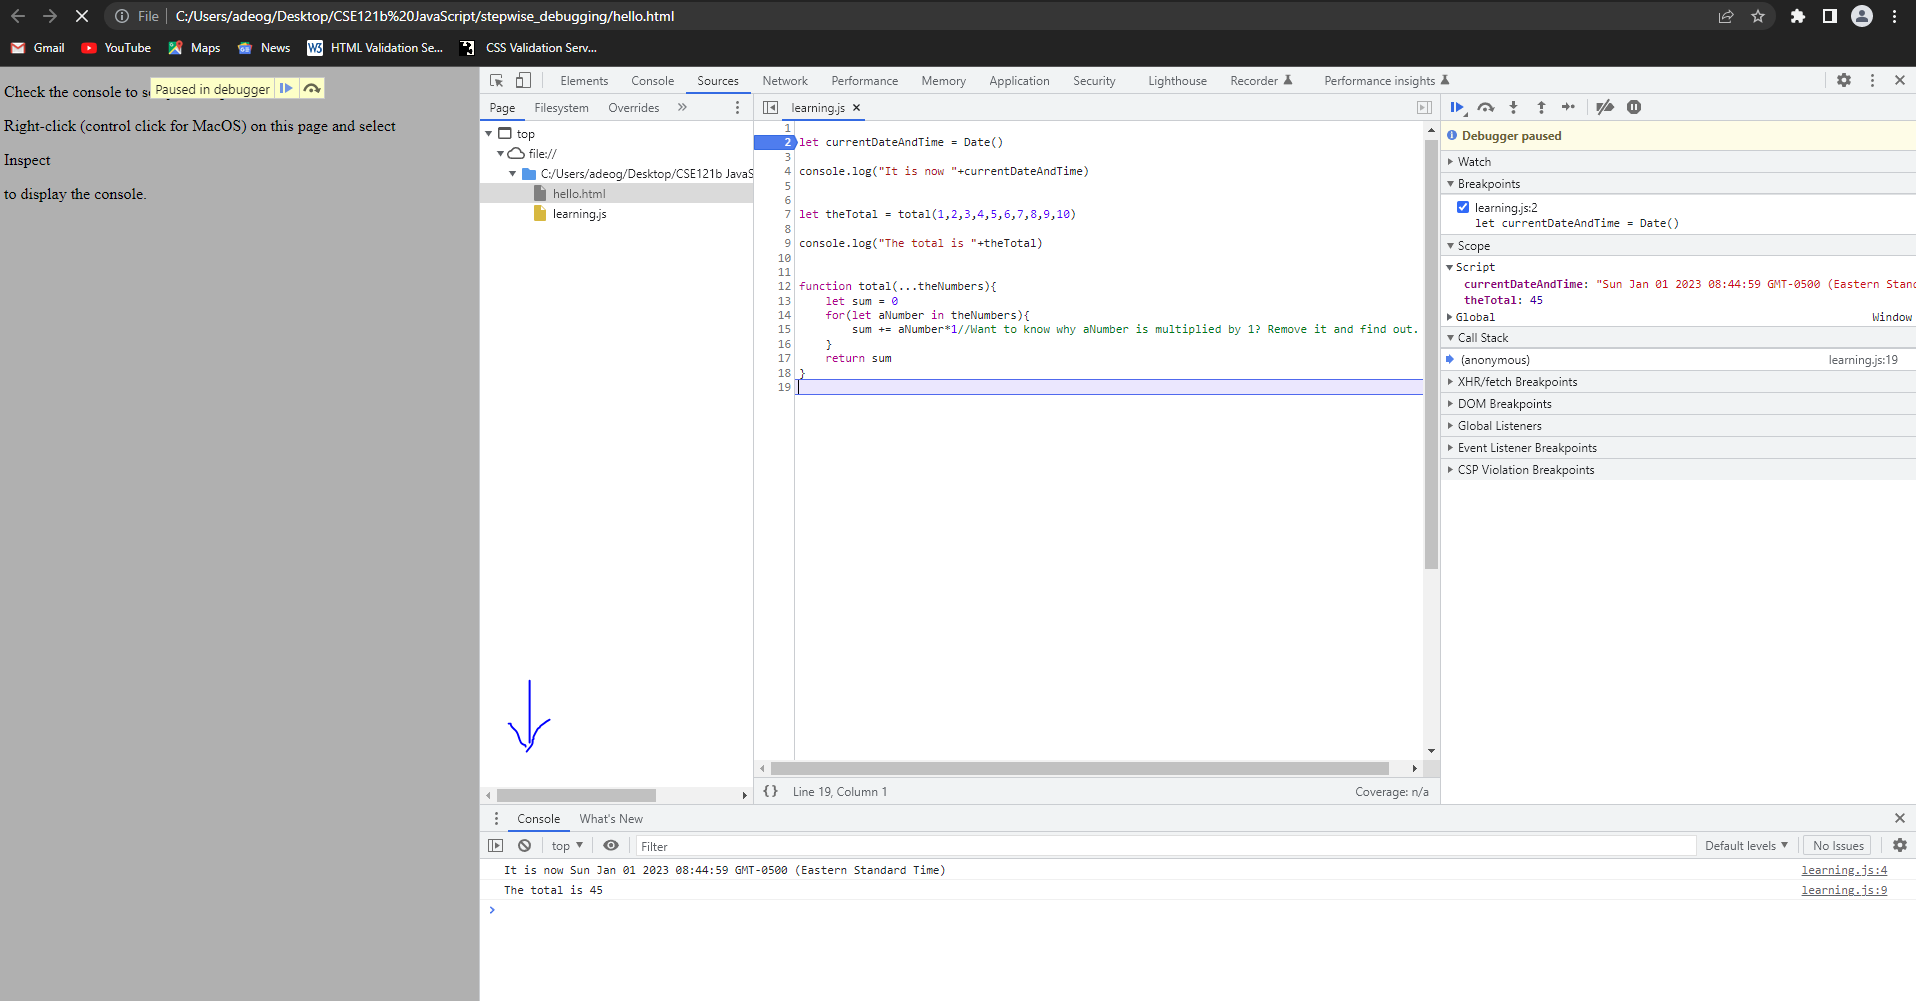 File C:/Users/adeog/Desktop/CSE121b%20JavaScript/stepwise_debugging/hello.html
Gmail YouTube Maps News HTML Validation Se... CSS Validation Serv...
Check the console to s
Paused in debugger
Right-click (control click for MacOS) on this page and select
Inspect
to display the console.
Elements Console Sources Network Performance Memory Application Security Lighthouse Recorder Performance insights
Page Filesystem Overrides »
top
file://
C:/Users/adeog/Desktop/CSE121b JavaS
hello.html
learning.js
learning.js
1
2 let currentDateAndTime = Date()
3
4 console.log("It is now "+currentDateAndTime)
5
6
7 let theTotal = total(1,2,3,4,5,6,7,8,9,10)
8
9 console.log("The total is "+theTotal)
10
11
12 function total(...theNumbers){
13 let sum = 0
14 for(let aNumber in theNumbers){
15 sum += aNumber*1//Want to know why aNumber is multiplied by 1? Remove it and find out.
16 }
17 return sum
18 }
19
{} Line 19, Column 1 Coverage: n/a
Debugger paused
Watch
Breakpoints
learning.js:2
let currentDateAndTime = Date()
Scope
Script
currentDateAndTime: "Sun Jan 01 2023 08:44:59 GMT-0500 (Eastern Stand
theTotal: 45
Global Window
Call Stack
(anonymous) learning.js:19
XHR/fetch Breakpoints
DOM Breakpoints
Global Listeners
Event Listener Breakpoints
CSP Violation Breakpoints
Console What's New
top Filter Default levels No Issues
It is now Sun Jan 01 2023 08:44:59 GMT-0500 (Eastern Standard Time) learning.js:4
The total is 45 learning.js:9
>